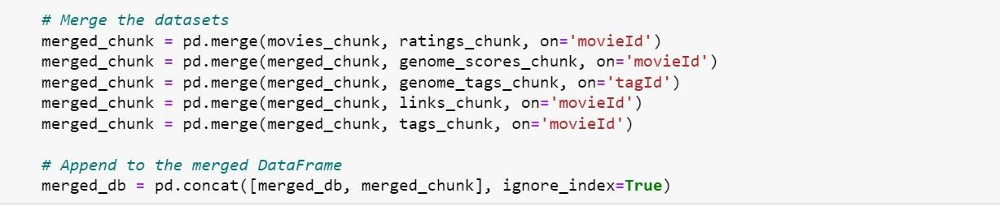 # Merge the datasets
merged_chunk = pd.merge(movies_chunk, ratings_chunk, on='movieId')
merged_chunk = pd.merge(merged_chunk, genome_scores_chunk, on='movieId')
merged_chunk = pd.merge(merged_chunk, genome_tags_chunk, on='tagId')
merged_chunk = pd.merge(merged_chunk, links_chunk, on='movieId')
merged_chunk = pd.merge(merged_chunk, tags_chunk, on='movieId')
# Append to the merged DataFrame
merged_db = pd.concat([merged_db, merged_chunk], ignore_index=True)